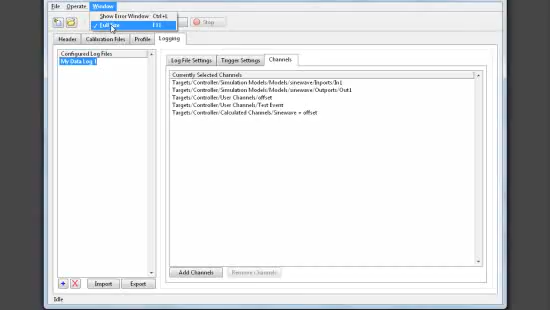 File Operate Window
Show Error Window Ctrl+L
Full Size F11
Stop
Header Calibration Files Profile Logging
Configured Log Files
My Data Log 1
Log File Settings Trigger Settings Channels
Currently Selected Channels
Targets/Controller/Simulation Models/Models/sinewave/Inports/In1
Targets/Controller/Simulation Models/Models/sinewave/Outports/Out1
Targets/Controller/User Channels/offset
Targets/Controller/User Channels/Test Event
Targets/Controller/Calculated Channels/Sinewave + offset
Add Channels Remove Channels
Import Export
Idle